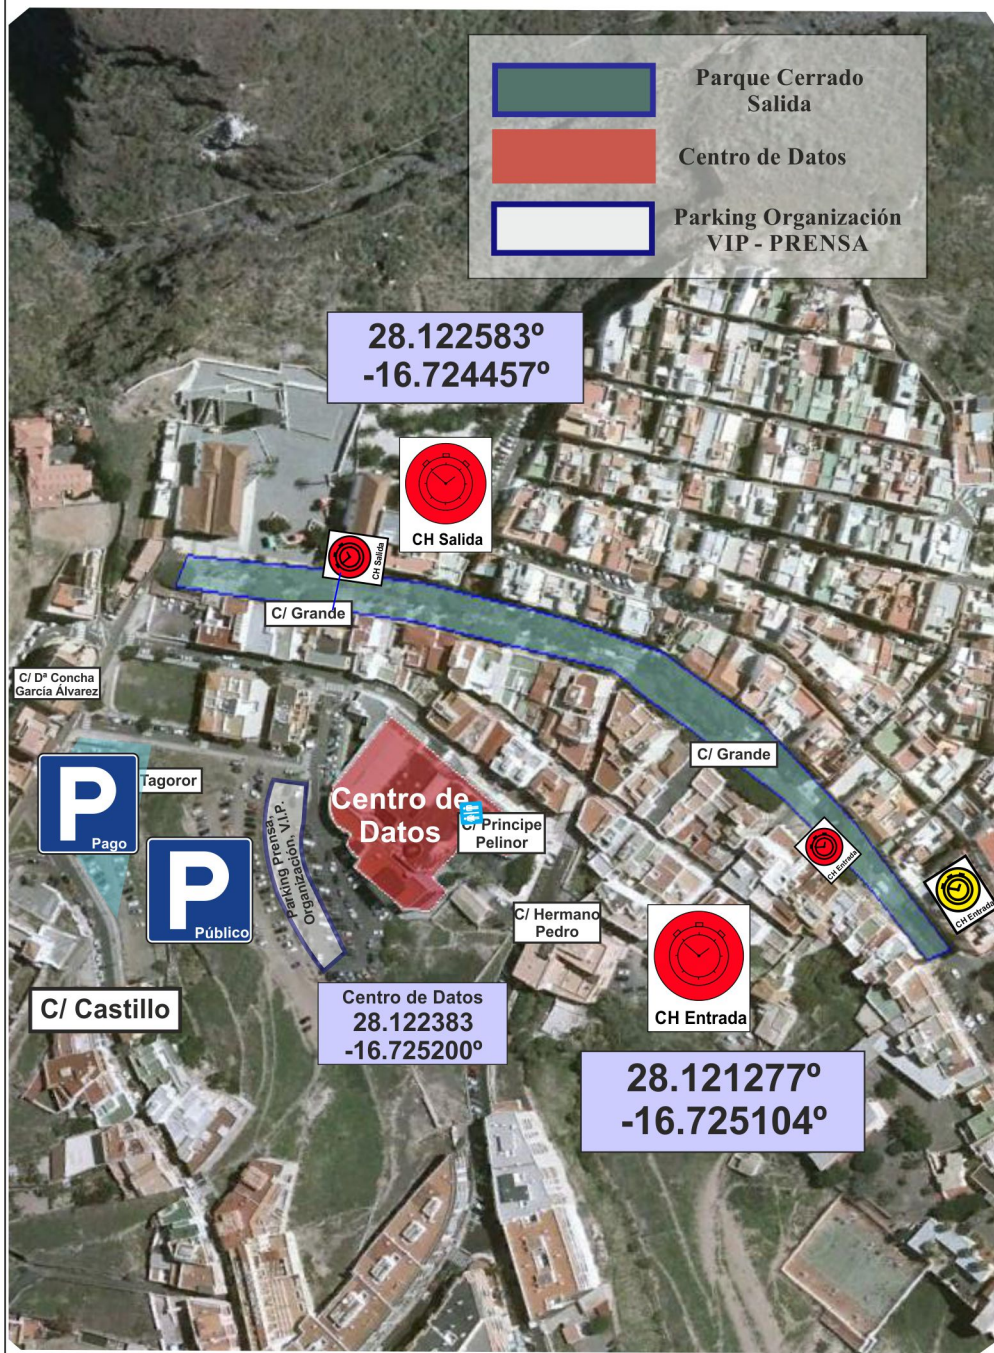 Parque Cerrado
Salida
Centro de Datos
Parking Organización
VIP - PRENSA
28.122583º
-16.724457º
CH Salida
CH Salida
C/ Grande
C/ Dª Concha
García Álvarez
C/ Grande
Tagoror
P
Pago
Centro de
Datos
C/ Principe
Pelinor
Parking Prensa,
Organización, V.I.P.
P
Público
CH Entrada
CH Entrada
C/ Hermano
Pedro
CH Entrada
C/ Castillo
Centro de Datos
28.122383
-16.725200º
28.121277º
-16.725104º